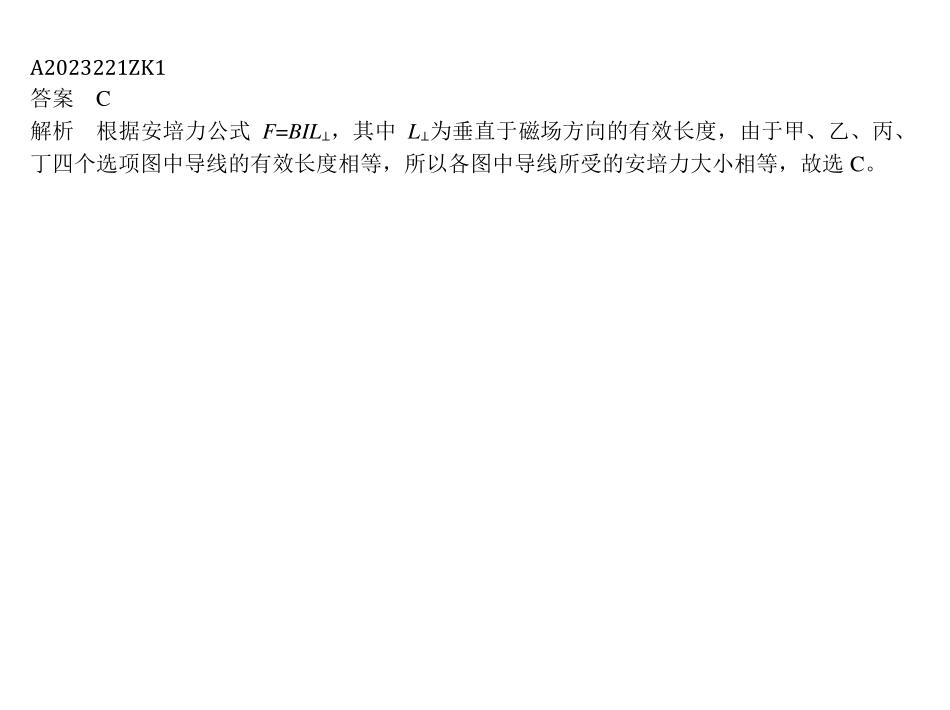 A2023221ZK1
答案 C
解析 根据安培力公式 F=BIL⊥，其中 L⊥为垂直于磁场方向的有效长度，由于甲、乙、丙、
丁四个选项图中导线的有效长度相等，所以各图中导线所受的安培力大小相等，故选 C。